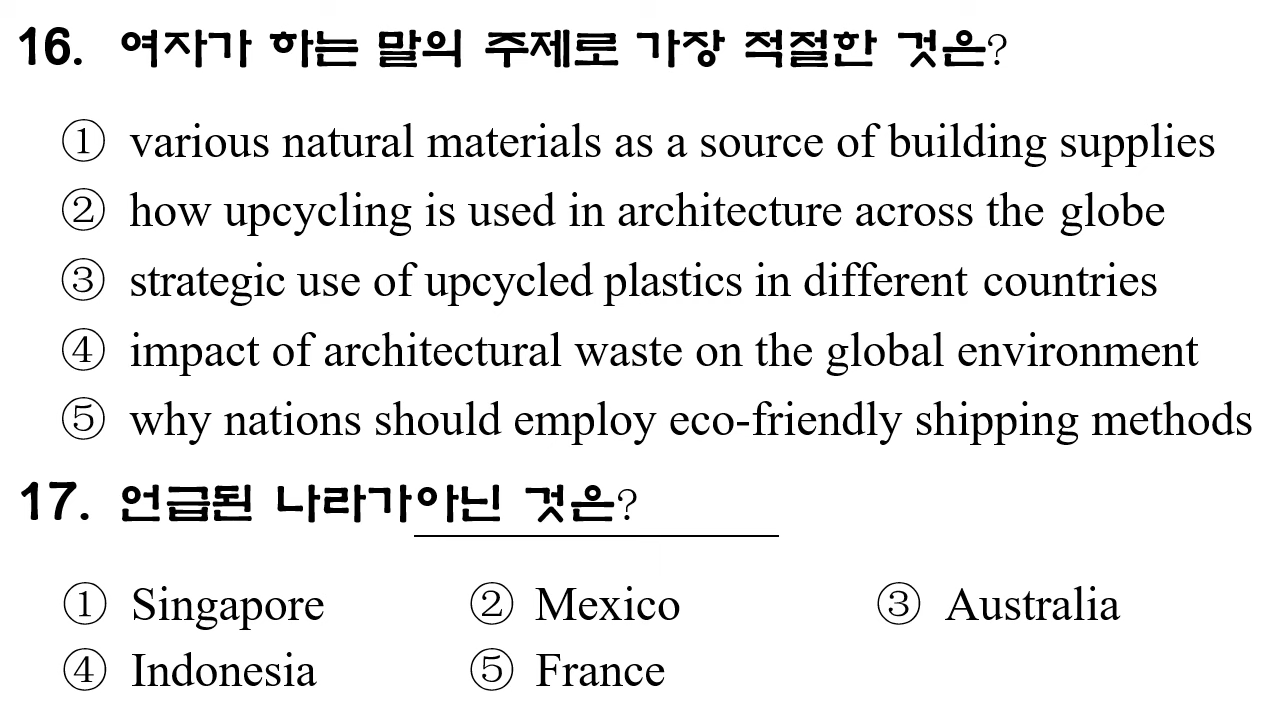 16. 여자가 하는 말의 주제로 가장 적절한 것은?
① various natural materials as a source of building supplies
② how upcycling is used in architecture across the globe
③ strategic use of upcycled plastics in different countries
④ impact of architectural waste on the global environment
⑤ why nations should employ eco-friendly shipping methods
17. 언급된 나라가아닌 것은?
① Singapore ② Mexico ③ Australia
④ Indonesia ⑤ France